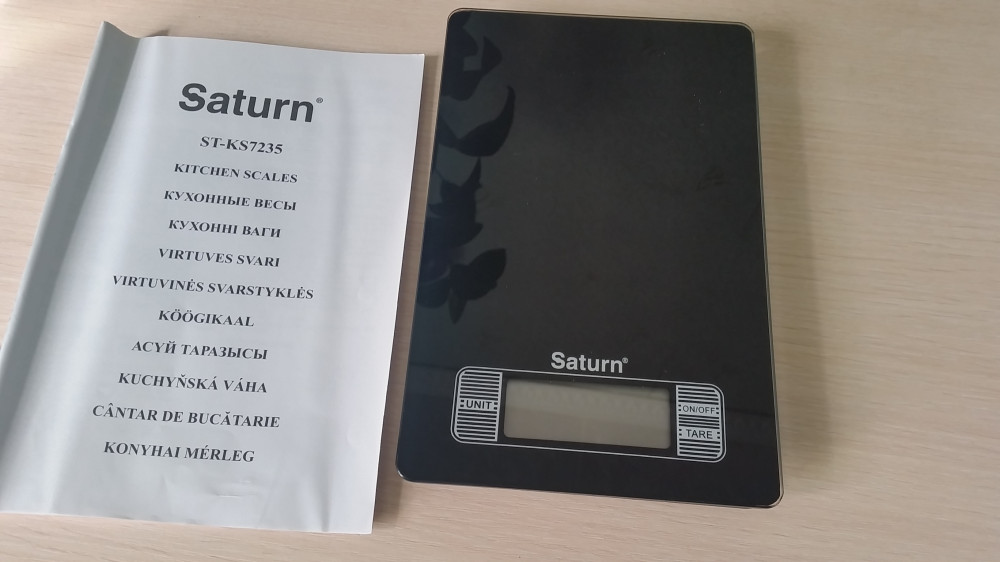 Saturn®
ST-KS7235
KITCHEN SCALES
КУХОННЫЕ ВЕСЫ
КУХОННІ ВАГИ
VIRTUVES SVARI
VIRTUVINĖS SVARSTYKLĖS
KÖÖGIKAAL
АСҮЙ ТАРАЗЫСЫ
KUCHYŇSKÁ VÁHA
CÂNTAR DE BUCĂTARIE
KONYHAI MÉRLEG
Saturn®
UNIT
ON/OFF
TARE